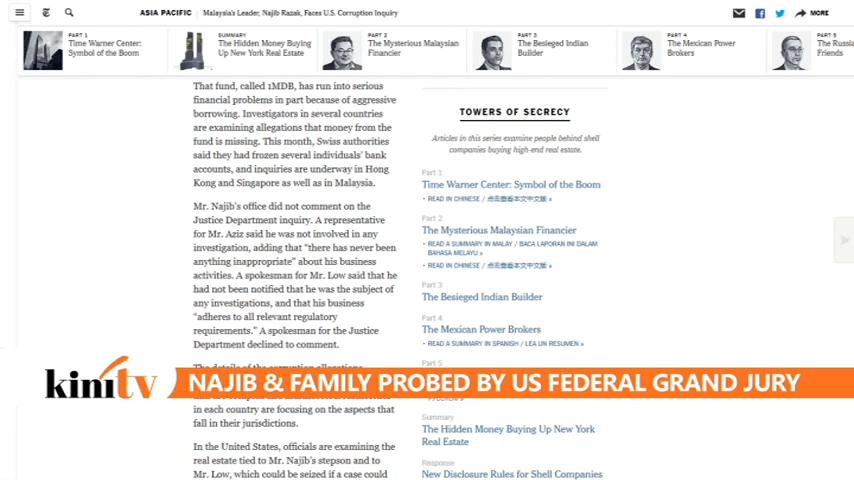 ASIA PACIFIC | Malaysia's Leader, Najib Razak, Faces U.S. Corruption Inquiry
MORE
PART 1
Time Warner Center:
Symbol of the Boom
SUMMARY
The Hidden Money Buying
Up New York Real Estate
PART 2
The Mysterious Malaysian
Financier
PART 3
The Besieged Indian
Builder
PART 4
The Mexican Power
Brokers
PART 5
The Russia
Friends
That fund, called 1MDB, has run into serious
financial problems in part because of aggressive
borrowing. Investigators in several countries
are examining allegations that money from the
fund is missing. This month, Swiss authorities
said they had frozen several individuals' bank
accounts, and inquiries are underway in Hong
Kong and Singapore as well as in Malaysia.
Mr. Najib's office did not comment on the
Justice Department inquiry. A representative
for Mr. Aziz said he was not involved in any
investigation, adding that "there has never been
anything inappropriate" about his business
activities. A spokesman for Mr. Low said that he
had not been notified that he was the subject of
any investigations, and that his business
"adheres to all relevant regulatory
requirements." A spokesman for the Justice
Department declined to comment.
in each country are focusing on the aspects that
fall in their jurisdictions.
In the United States, officials are examining the
real estate tied to Mr. Najib's stepson and to
Mr. Low, which could be seized if a case could
TOWERS OF SECRECY
Articles in this series examine people behind shell
companies buying high-end real estate.
Part 1
Time Warner Center: Symbol of the Boom
• READ IN CHINESE / 点击查看本文中文版 »
Part 2
The Mysterious Malaysian Financier
• READ A SUMMARY IN MALAY / BACA LAPORAN INI DALAM
BAHASA MELAYU »
• READ IN CHINESE / 点击查看本文中文版 »
Part 3
The Besieged Indian Builder
Part 4
The Mexican Power Brokers
• READ A SUMMARY IN SPANISH / LEA UN RESUMEN »
Part 5
Summary
The Hidden Money Buying Up New York
Real Estate
Response
New Disclosure Rules for Shell Companies
kinitv
NAJIB & FAMILY PROBED BY US FEDERAL GRAND JURY